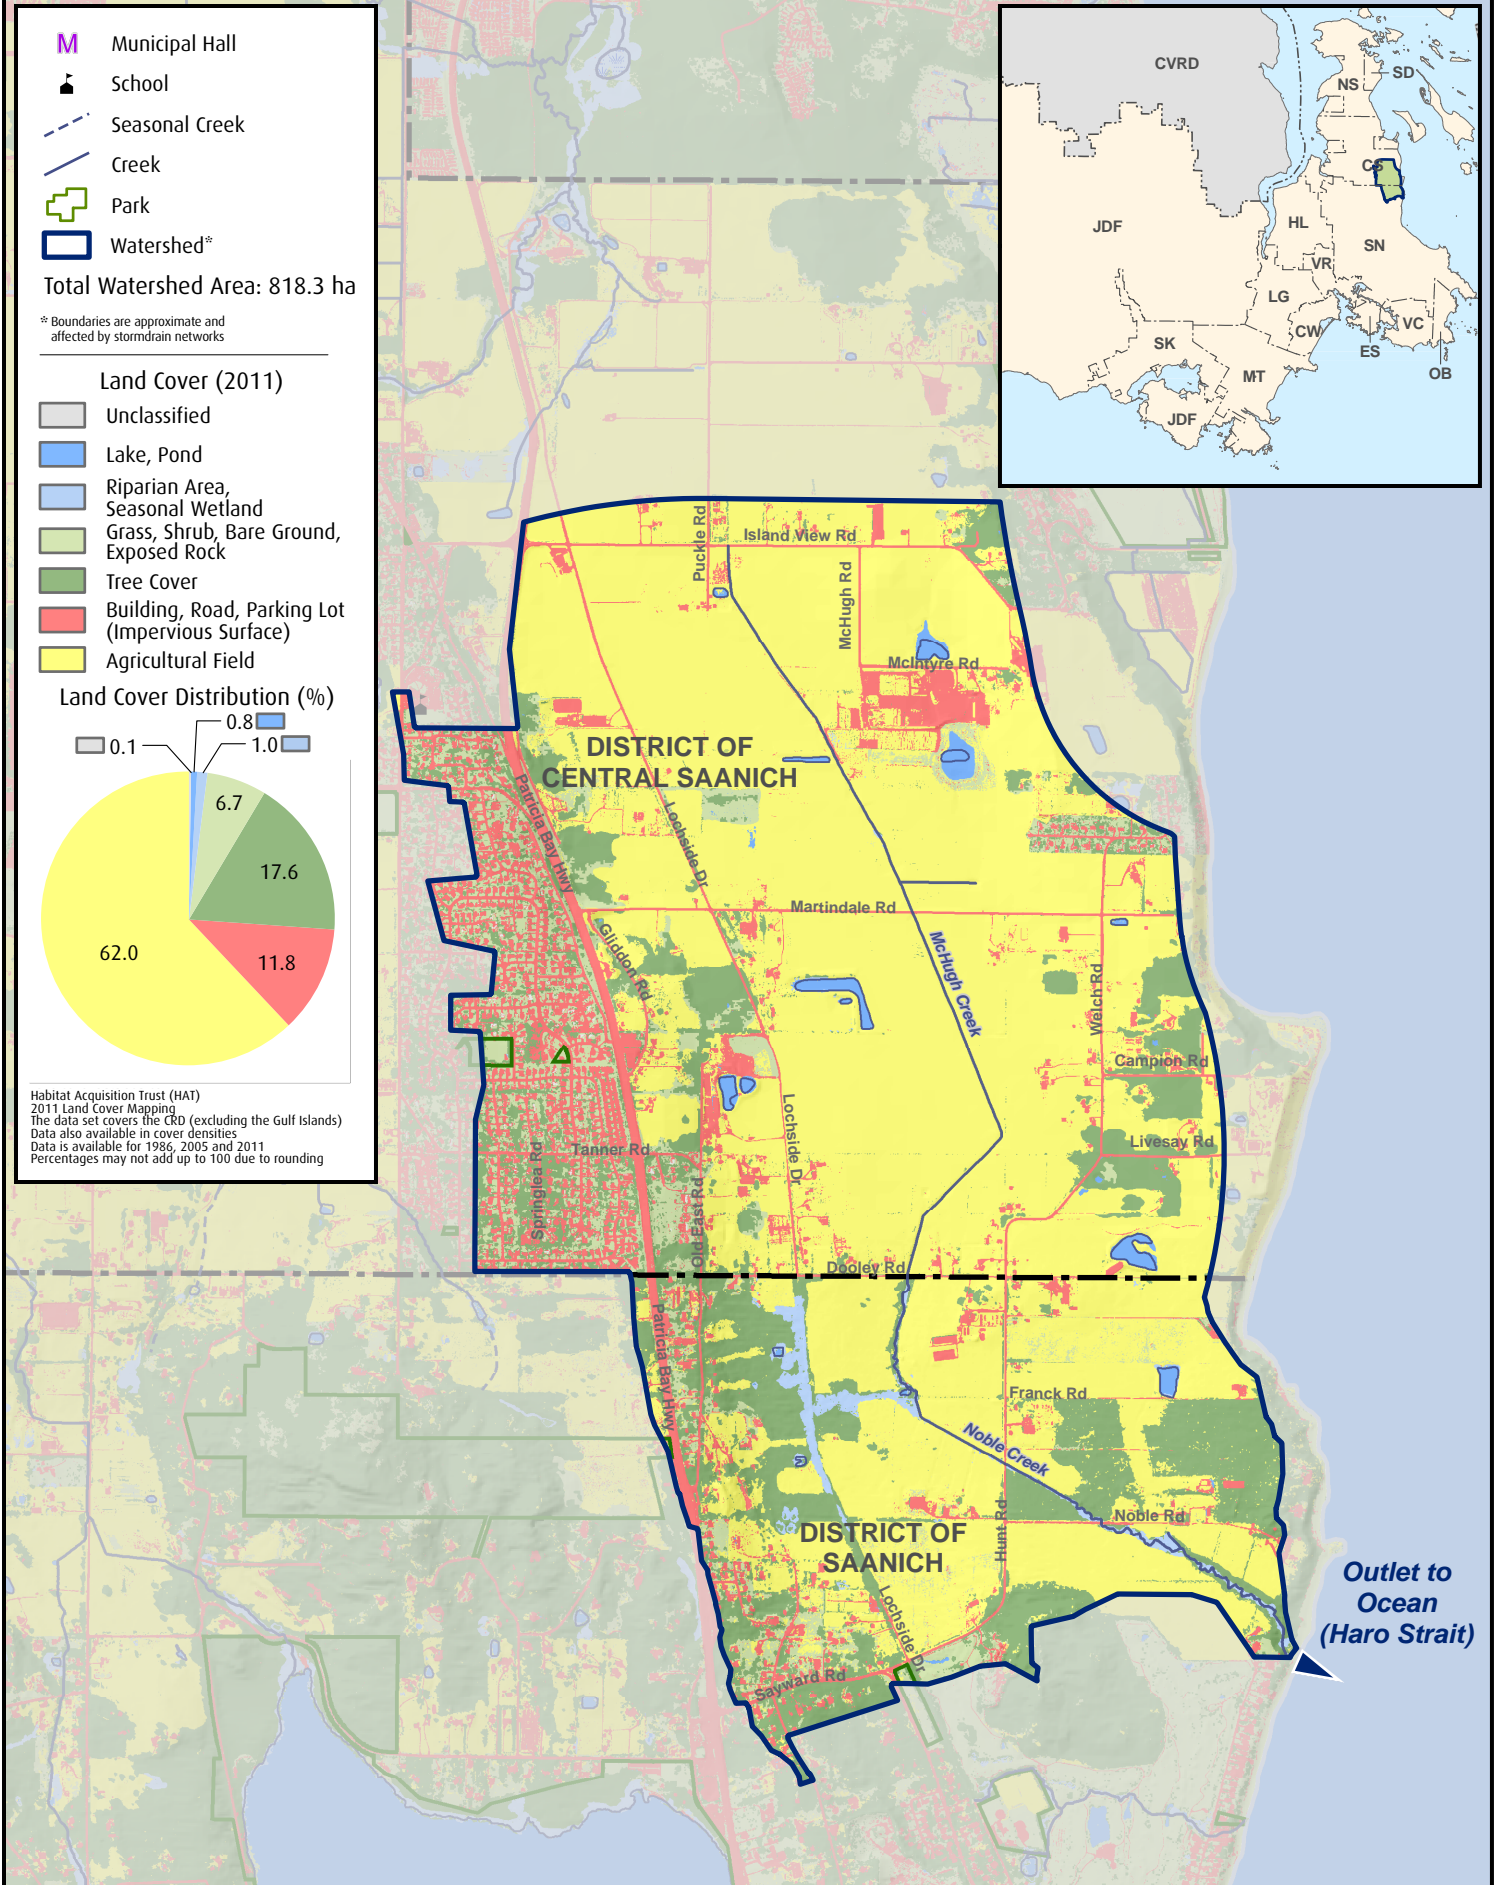 M Municipal Hall
School
Seasonal Creek
Creek
Park
Watershed*
Total Watershed Area: 818.3 ha
* Boundaries are approximate and
affected by stormdrain networks
Land Cover (2011)
Unclassified
Lake, Pond
Riparian Area,
Seasonal Wetland
Grass, Shrub, Bare Ground,
Exposed Rock
Tree Cover
Building, Road, Parking Lot
(Impervious Surface)
Agricultural Field
Land Cover Distribution (%)
0.8
0.1
1.0
6.7
17.6
62.0
11.8
Habitat Acquisition Trust (HAT)
2011 Land Cover Mapping
The data set covers the CRD (excluding the Gulf Islands)
Data also available in cover densities
Data is available for 1986, 2005 and 2011
Percentages may not add up to 100 due to rounding
CVRD
SD
NS
CS
JDF
HL
SN
VR
LG
CW
VC
ES
SK
OB
MT
JDF
Puckle Rd
Island View Rd
McHugh Rd
McIntyre Rd
DISTRICT OF
CENTRAL SAANICH
Patricia Bay Hwy
Lochside Dr
Martindale Rd
Gliddon Rd
McHugh Creek
Welch Rd
Campion Rd
Lochside Dr
Livesay Rd
Tanner Rd
Springlea Rd
Old East Rd
Dooley Rd
Patricia Bay Hwy
Franck Rd
Noble Creek
Hunt Rd
Noble Rd
DISTRICT OF
SAANICH
Lochside Dr
Sayward Rd
Outlet to
Ocean
(Haro Strait)